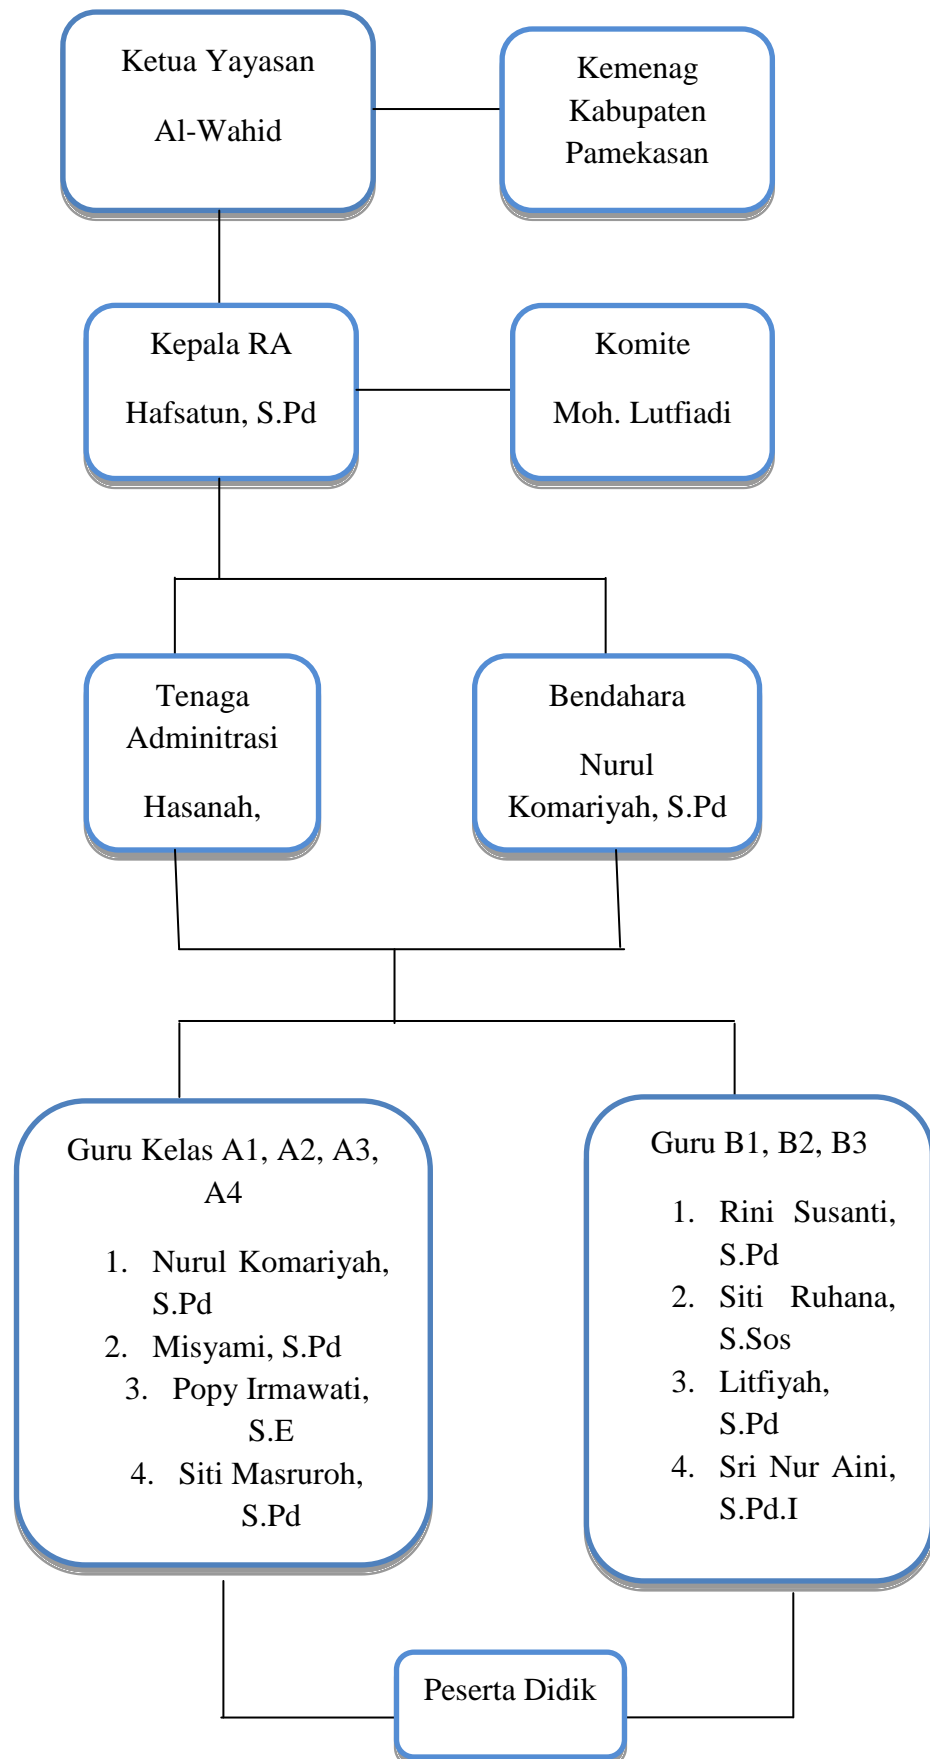 Ketua Yayasan
Al-Wahid
Kemenag
Kabupaten
Pamekasan
Kepala RA
Hafsatun, S.Pd
Komite
Moh. Lutfiadi
Tenaga
Adminitrasi
Hasanah,
Bendahara
Nurul
Komariyah, S.Pd
Guru Kelas A1, A2, A3,
A4
1. Nurul Komariyah,
S.Pd
2. Misyami, S.Pd
3. Popy Irmawati,
S.E
4. Siti Masruroh,
S.Pd
Guru B1, B2, B3
1. Rini Susanti,
S.Pd
2. Siti Ruhana,
S.Sos
3. Litfiyah,
S.Pd
4. Sri Nur Aini,
S.Pd.I
Peserta Didik